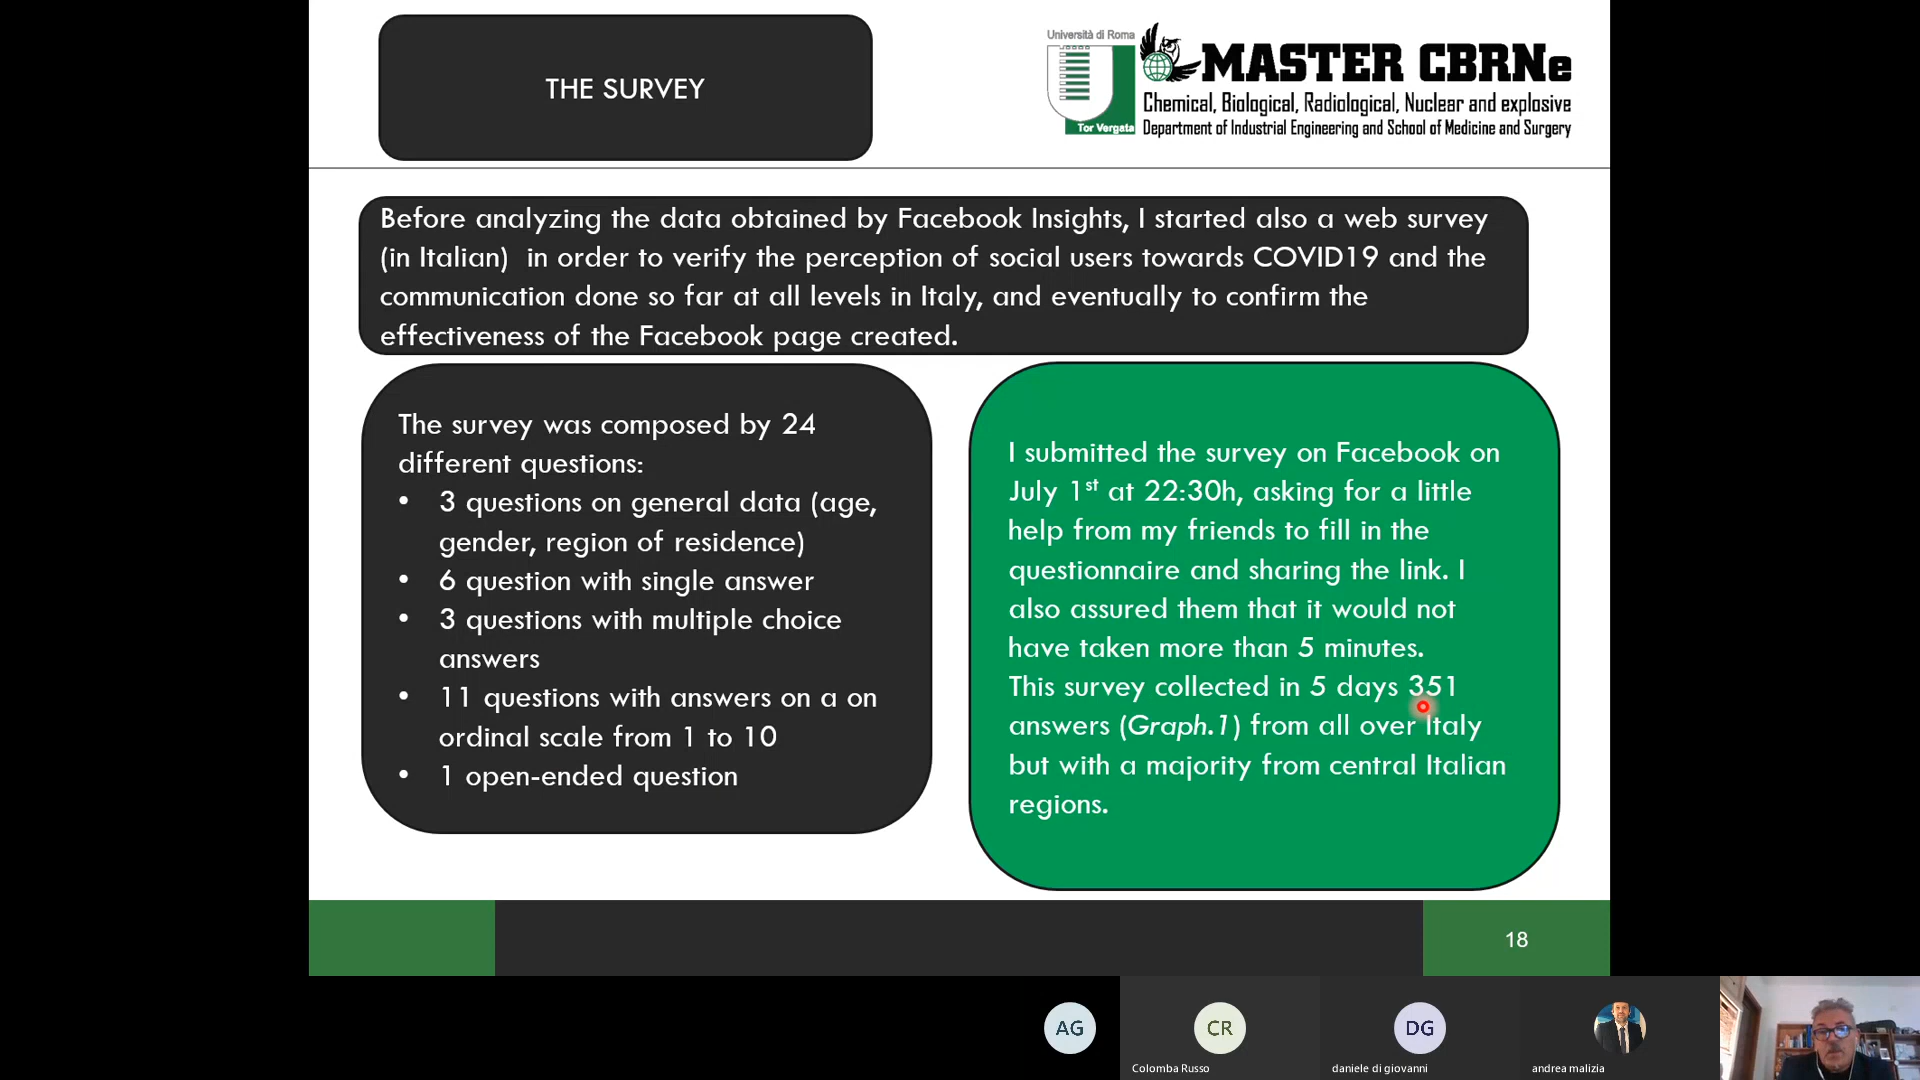 THE SURVEY
Università di Roma
Tor Vergata
MASTER CBRNe
Chemical, Biological, Radiological, Nuclear and explosive
Department of Industrial Engineering and School of Medicine and Surgery
Before analyzing the data obtained by Facebook Insights, I started also a web survey
(in Italian)  in order to verify the perception of social users towards COVID19 and the
communication done so far at all levels in Italy, and eventually to confirm the
effectiveness of the Facebook page created.
The survey was composed by 24
different questions:
• 3 questions on general data (age,
gender, region of residence)
• 6 question with single answer
• 3 questions with multiple choice
answers
• 11 questions with answers on a on
ordinal scale from 1 to 10
• 1 open-ended question
I submitted the survey on Facebook on
July 1st at 22:30h, asking for a little
help from my friends to fill in the
questionnaire and sharing the link. I
also assured them that it would not
have taken more than 5 minutes.
This survey collected in 5 days 351
answers (Graph.1) from all over Italy
but with a majority from central Italian
regions.
18
AG
CR
DG
Colomba Russo
daniele di giovanni
andrea malizia